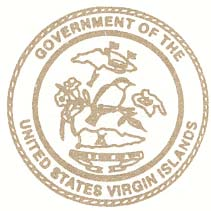 GOVERNMENT OF THE
UNITED STATES VIRGIN ISLANDS